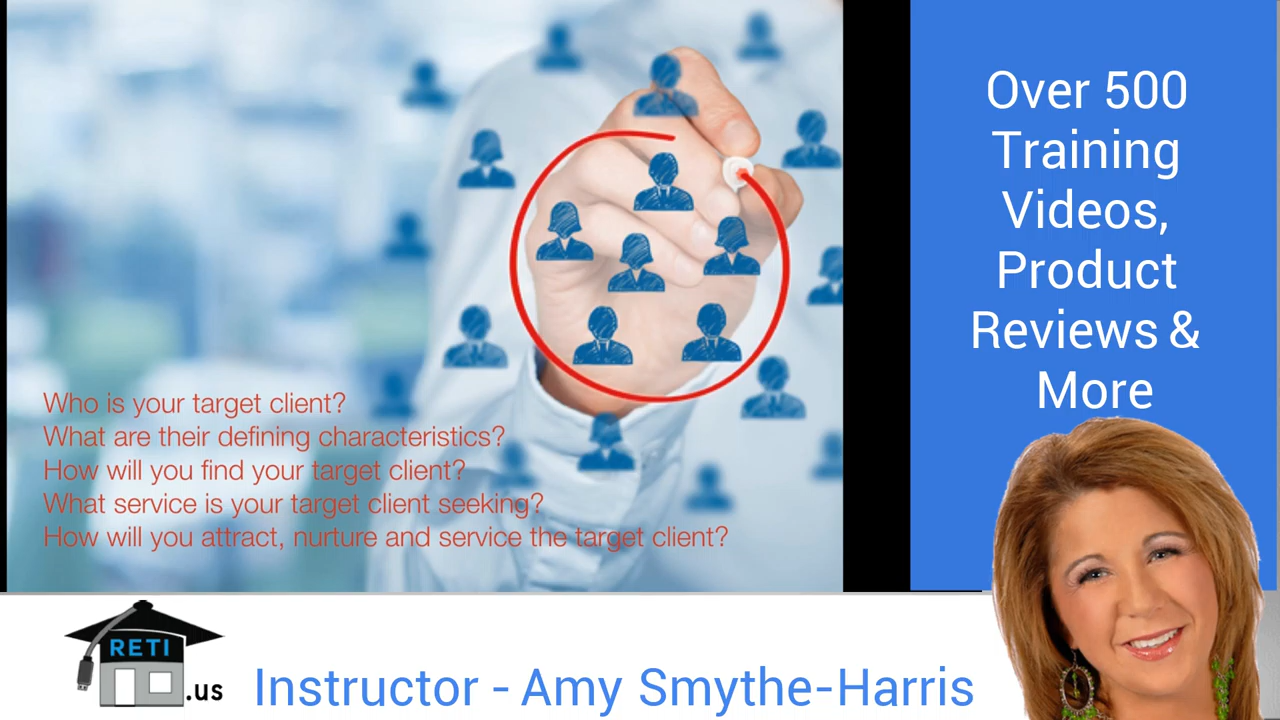 Who is your target client?
What are their defining characteristics?
How will you find your target client?
What service is your target client seeking?
How will you attract, nurture and service the target client?
Over 500
Training
Videos,
Product
Reviews &
More
RETI
.us
Instructor - Amy Smythe-Harris